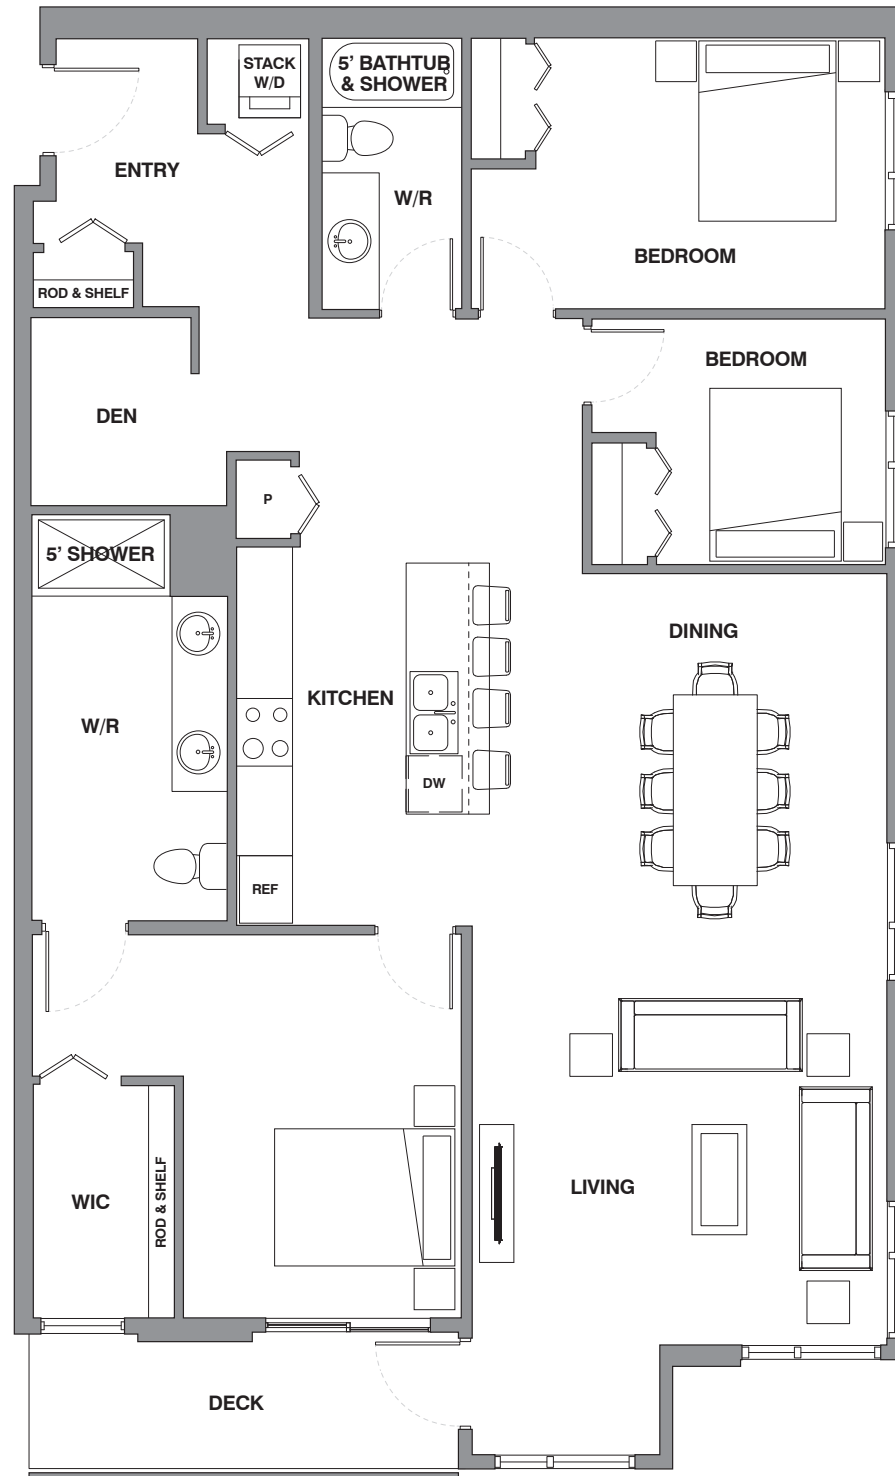 STACK
W/D
5' BATHTUB
& SHOWER
ENTRY
W/R
BEDROOM
ROD & SHELF
BEDROOM
DEN
P
5' SHOWER
DINING
KITCHEN
W/R
DW
REF
LIVING
WIC
ROD & SHELF
DECK